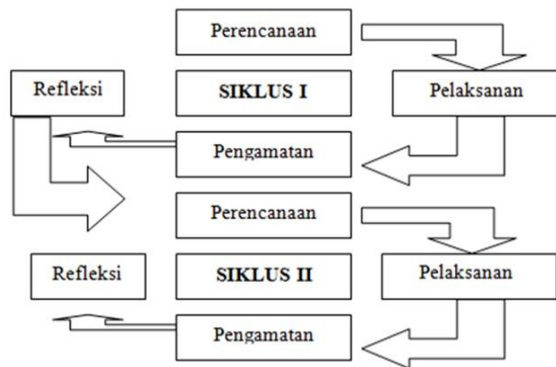 Perencanaan
Refleksi
SIKLUS I
Pelaksanan
Pengamatan
Perencanaan
Refleksi
SIKLUS II
Pelaksanan
Pengamatan